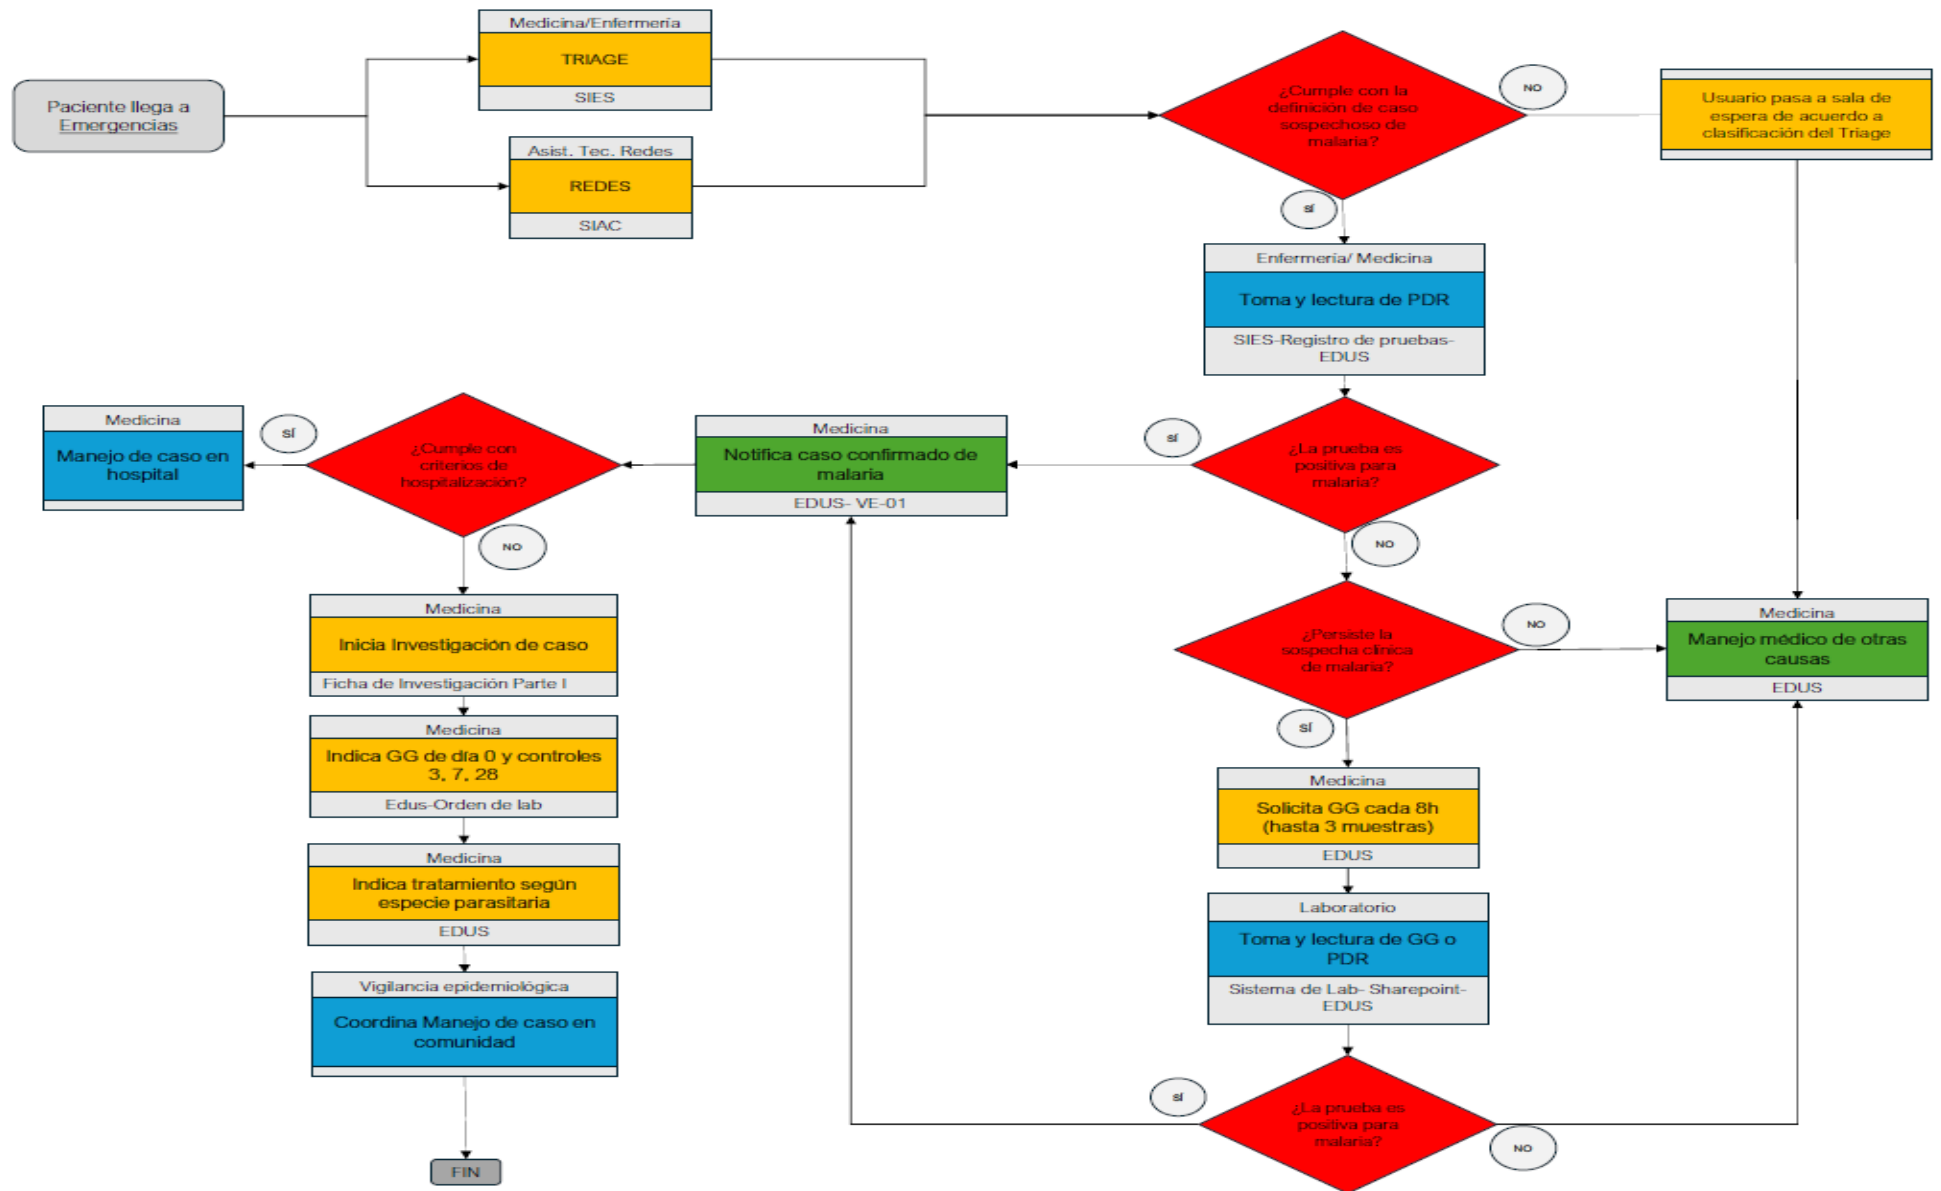 Medicina/Enfermería
TRIAGE
SIES
Paciente llega a
Emergencias
Asist. Tec. Redes
REDES
SIAC
¿Cumple con la
definición de caso
sospechoso de
malaria?
NO
Usuario pasa a sala de
espera de acuerdo a
clasificación del Triage
sí
Enfermería/ Medicina
Toma y lectura de PDR
SIES-Registro de pruebas-
EDUS
¿La prueba es
positiva para
malaria?
sí
NO
Medicina
Notifica caso confirmado de
malaria
EDUS- VE-01
¿Cumple con
criterios de
hospitalización?
sí
NO
Medicina
Manejo de caso en
hospital
Medicina
Inicia Investigación de caso
Ficha de Investigación Parte I
Medicina
Indica GG de día 0 y controles
3, 7, 28
Edus-Orden de lab
Medicina
Indica tratamiento según
especie parasitaria
EDUS
Vigilancia epidemiológica
Coordina Manejo de caso en
comunidad
FIN
¿Persiste la
sospecha clínica
de malaria?
NO
sí
Medicina
Manejo médico de otras
causas
EDUS
Medicina
Solicita GG cada 8h
(hasta 3 muestras)
EDUS
Laboratorio
Toma y lectura de GG o
PDR
Sistema de Lab- Sharepoint-
EDUS
¿La prueba es
positiva para
malaria?
sí
NO